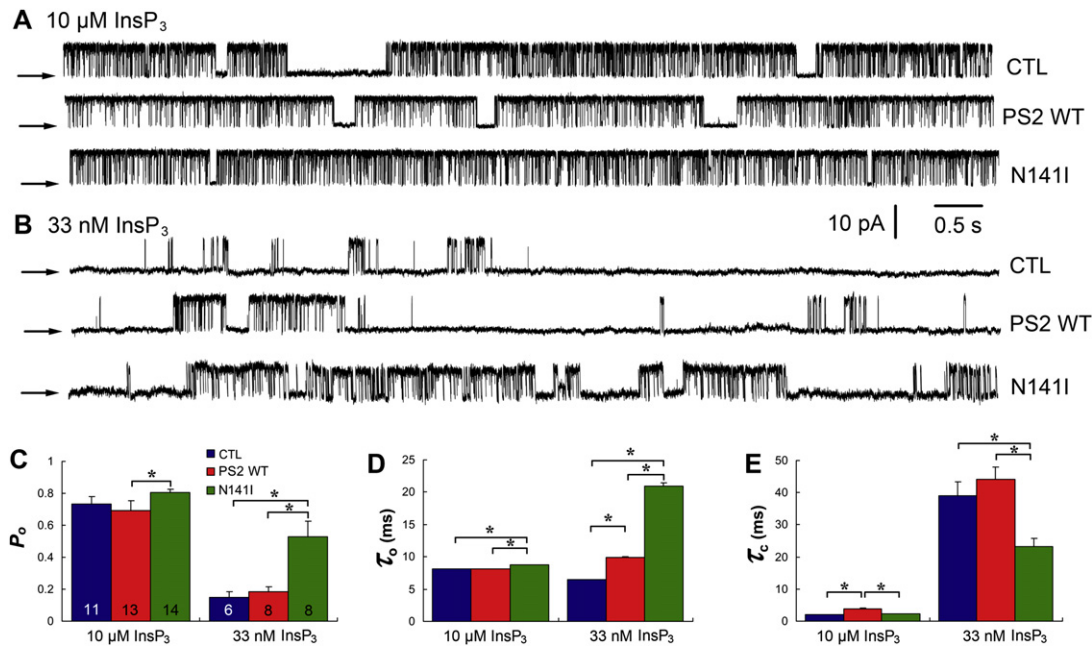 A 10 µM InsP3
CTL
PS2 WT
N141I
10 pA 0.5 s
B 33 nM InsP3
CTL
PS2 WT
N141I
C
CTL
PS2 WT
N141I
Po
1
0.8
0.6
0.4
0.2
0
* * *
11 13 14 6 8 8
10 µM InsP3 33 nM InsP3
D
τo (ms)
25
20
15
10
5
0
* * * * *
10 µM InsP3 33 nM InsP3
E
τc (ms)
60
50
40
30
20
10
0
* * * *
10 µM InsP3 33 nM InsP3